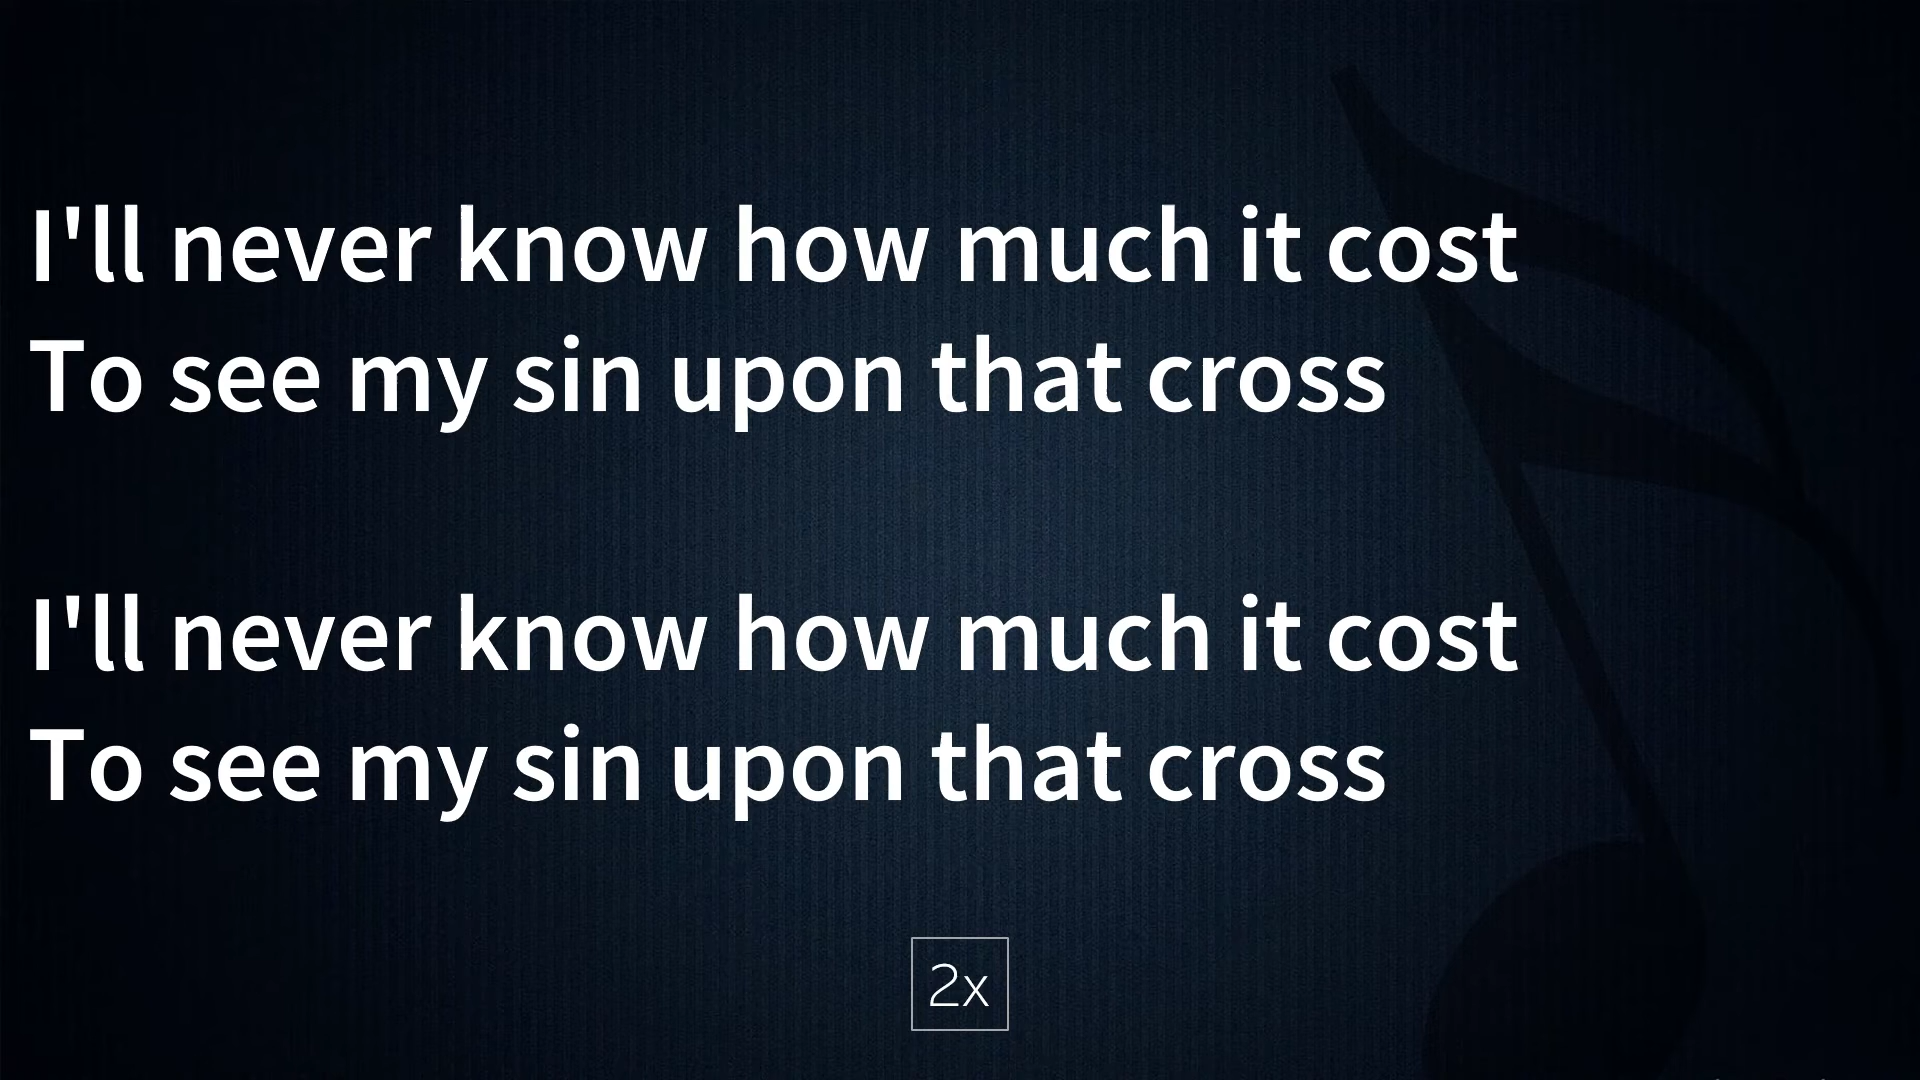 I'll never know how much it cost
To see my sin upon that cross
I'll never know how much it cost
To see my sin upon that cross
2x